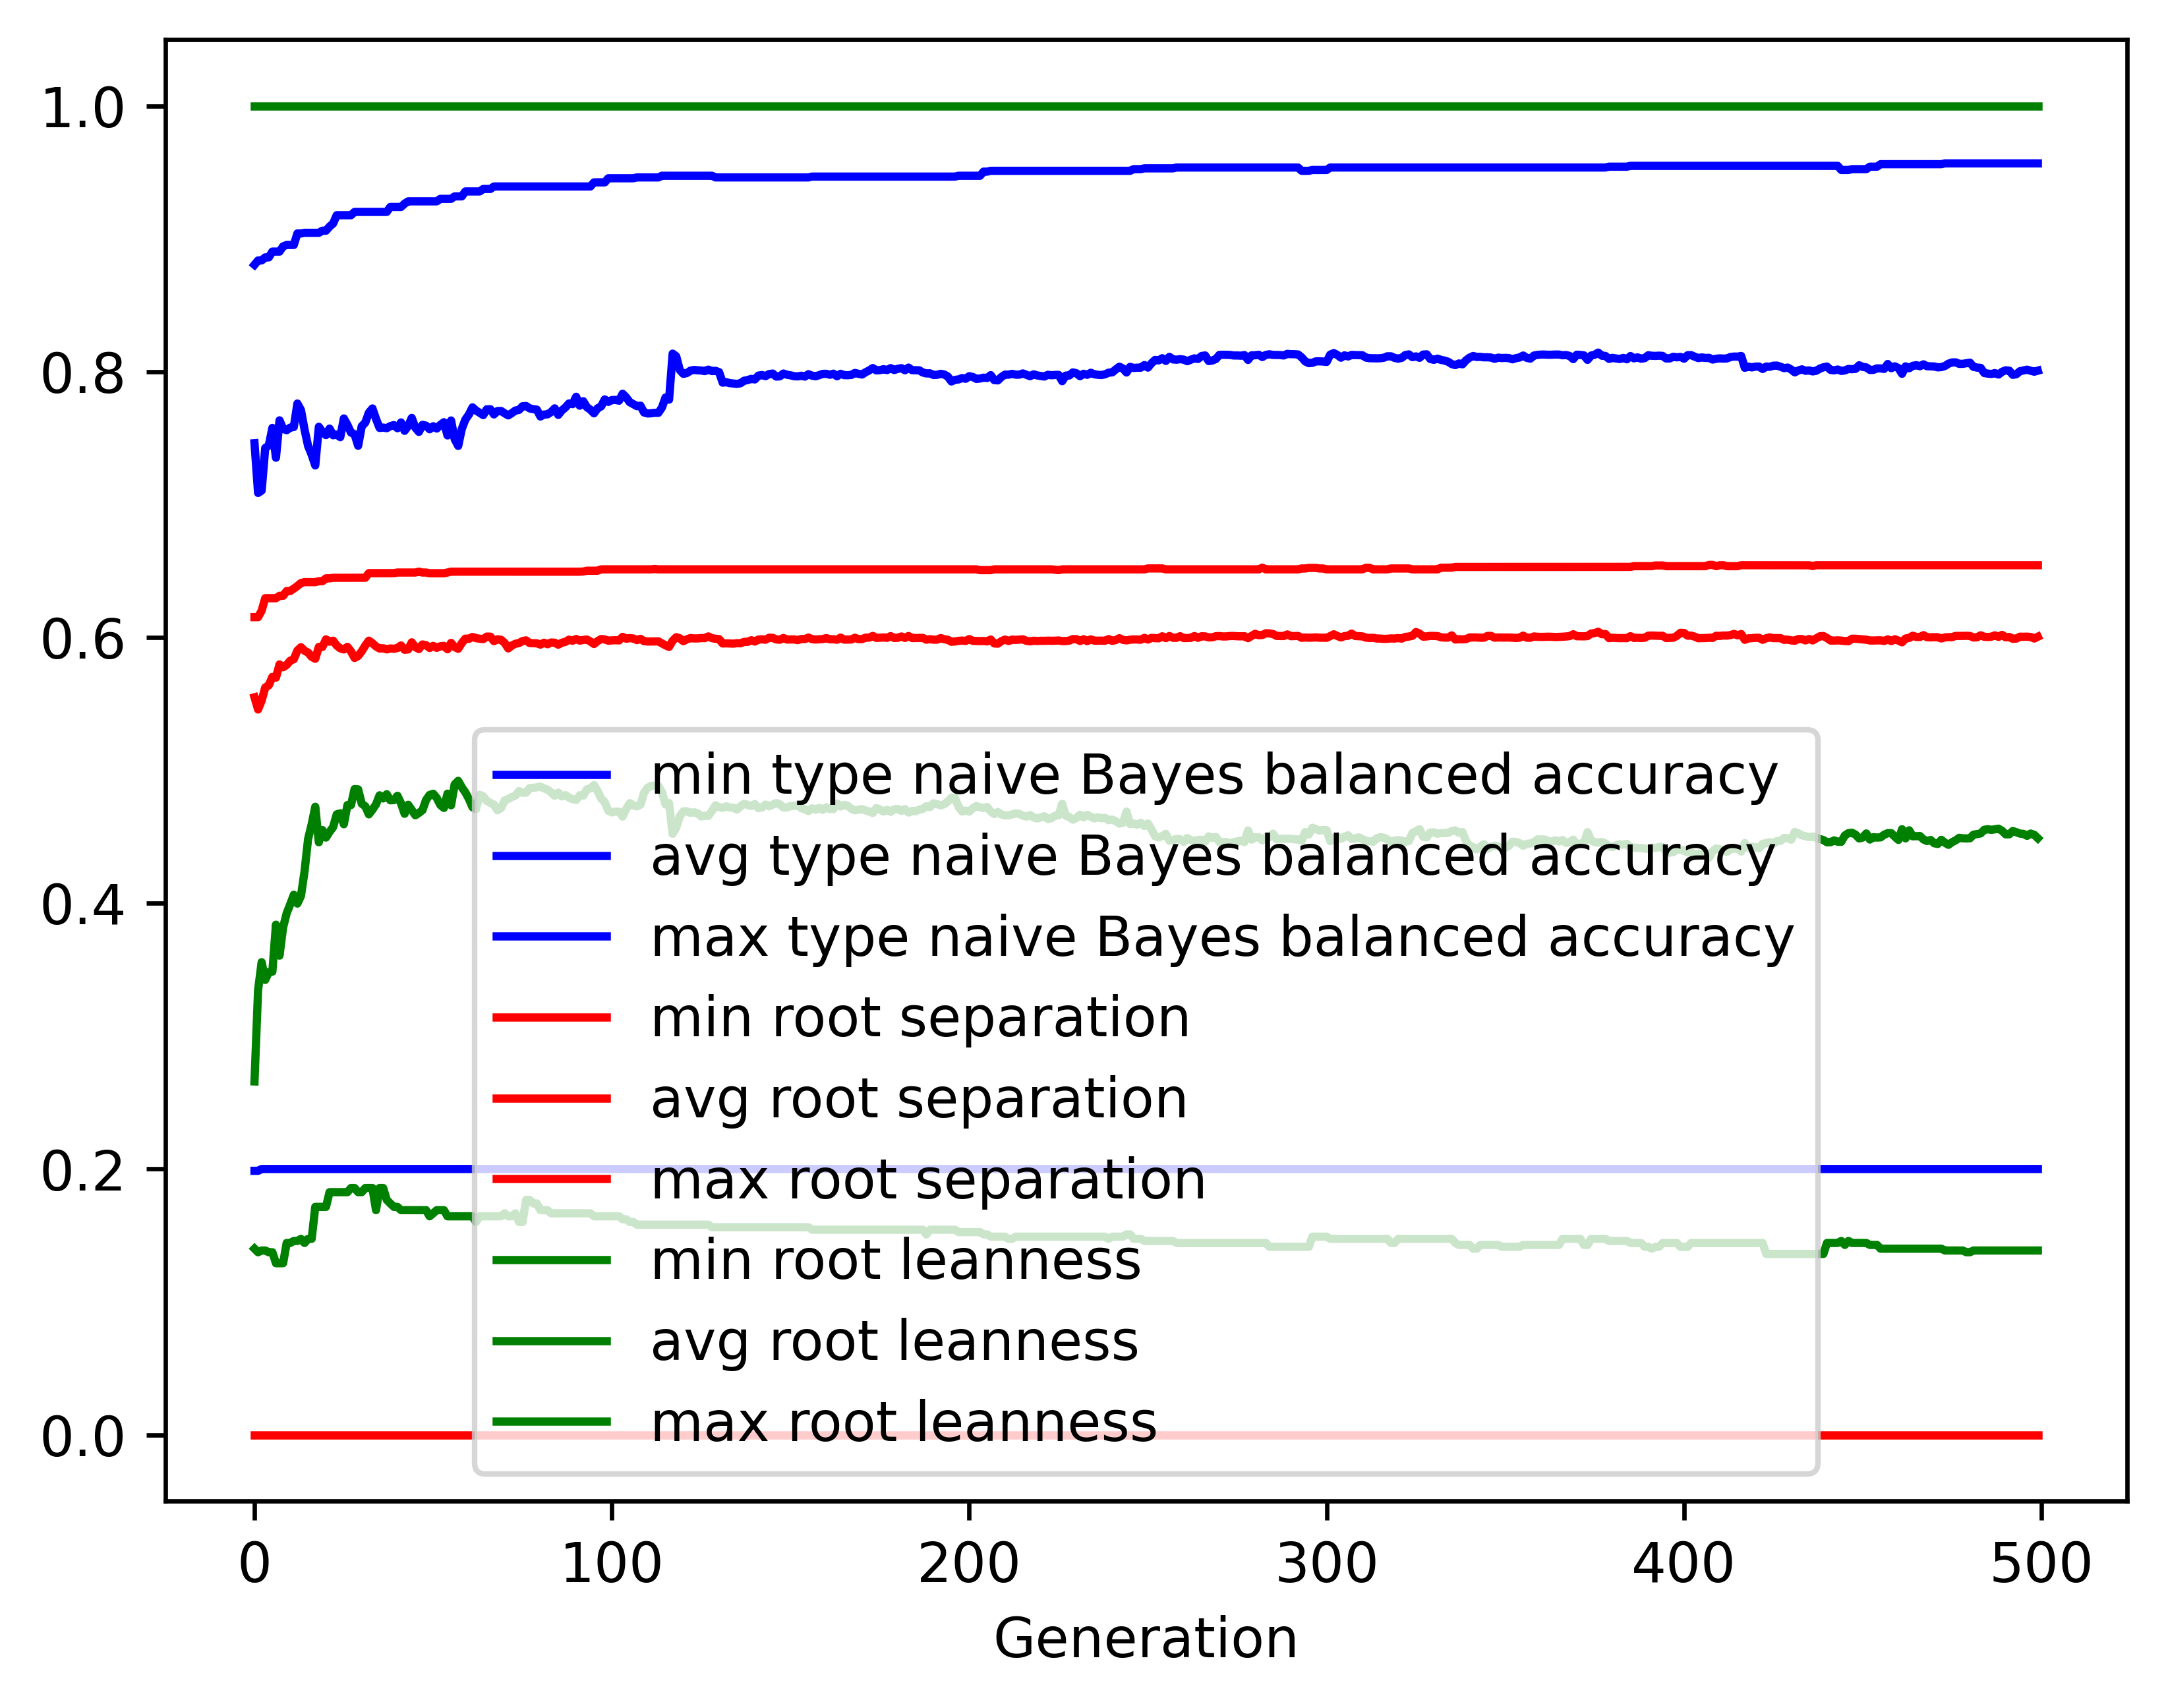 1.0
0.8
0.6
0.4
0.2
0.0
min type naive Bayes balanced accuracy
avg type naive Bayes balanced accuracy
max type naive Bayes balanced accuracy
min root separation
avg root separation
max root separation
min root leanness
avg root leanness
max root leanness
0 100 200 300 400 500
Generation